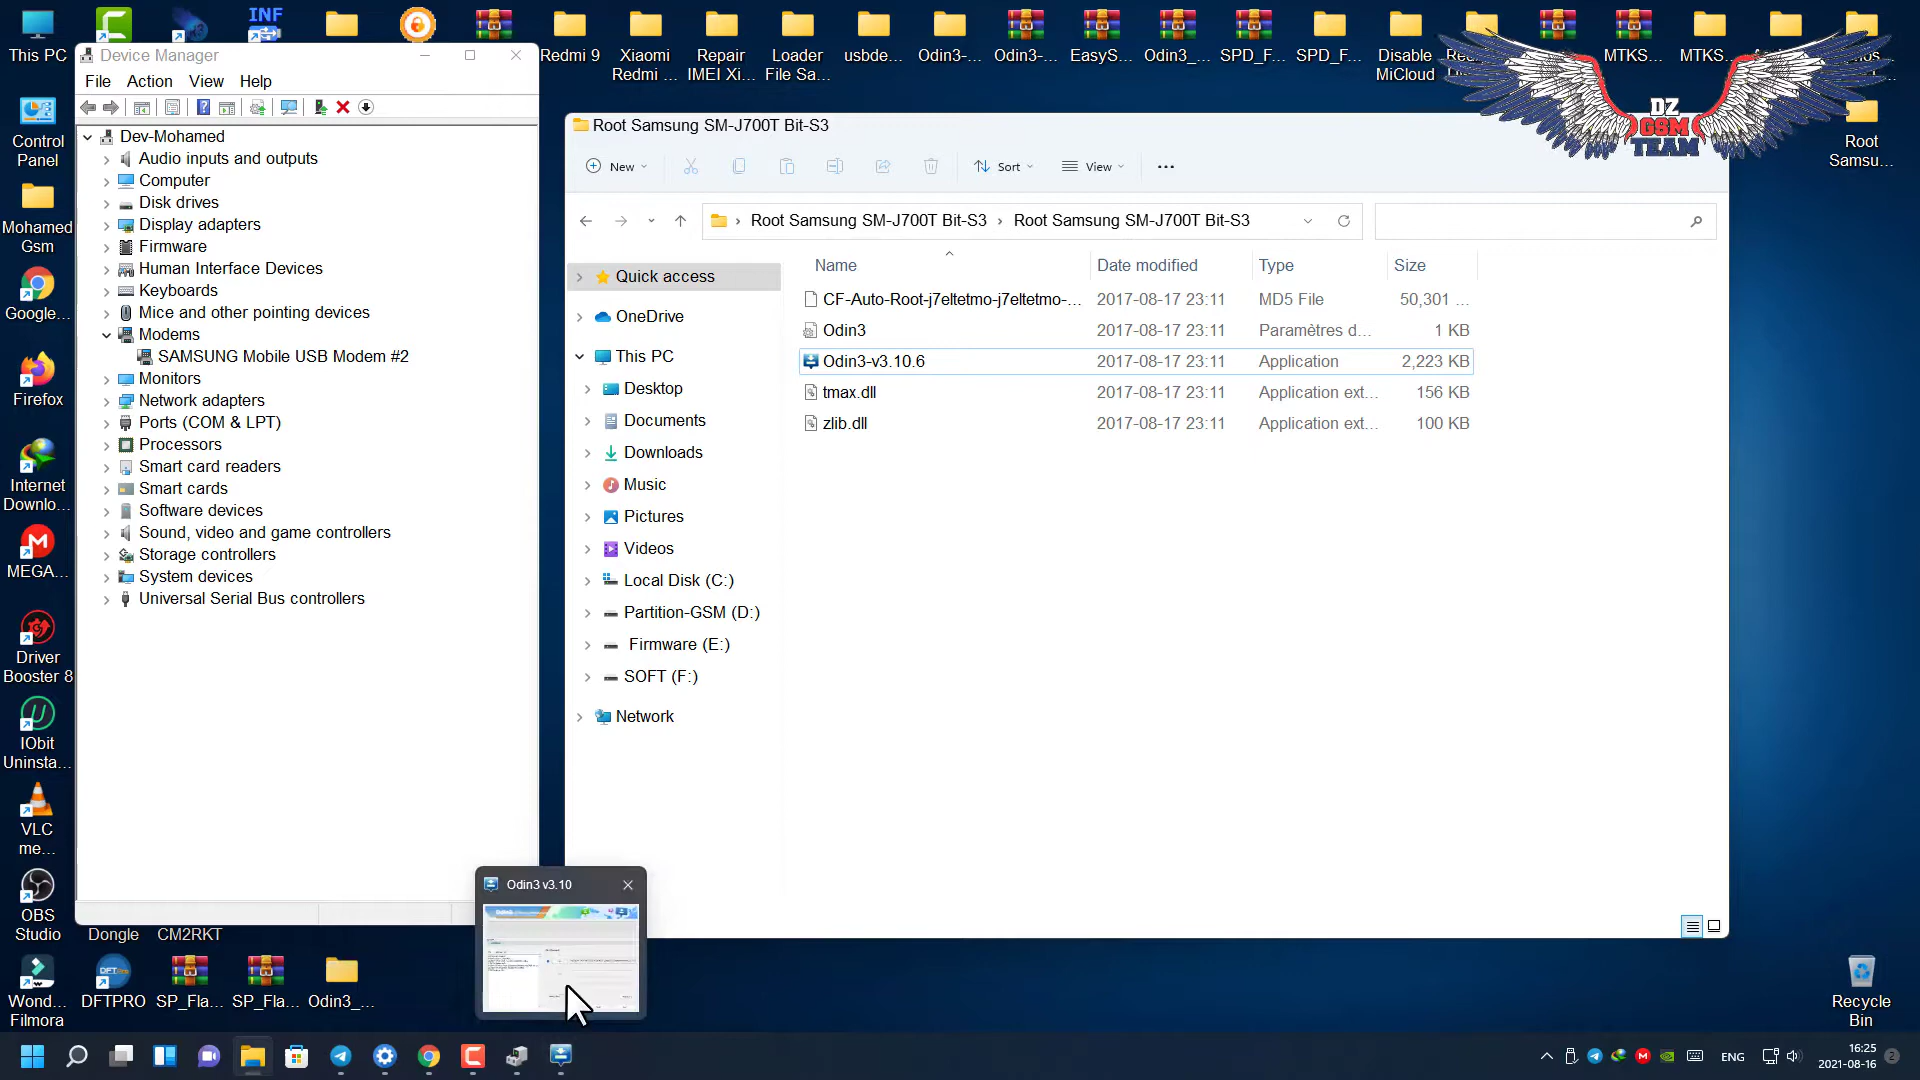 This PC
INF
Redmi 9
Xiaomi
Redmi ...
Repair
IMEI Xi...
Loader
File Sa...
usbde...
Odin3-...
Odin3-...
EasyS...
Odin3_...
SPD_F...
SPD_F...
Disable
MiCloud
MTKS...
MTKS...
DZ
GSM
TEAM
Root
Samsu...
Control
Panel
Mohamed
Gsm
Google...
Firefox
Internet
Downlo...
MEGA...
Driver
Booster 8
IObit
Uninsta...
VLC
me...
OBS
Studio
Dongle
CM2RKT
Wond...
Filmora
DFTPRO
SP_Fla...
SP_Fla...
Odin3_...
Recycle
Bin
Device Manager
File Action View Help
Dev-Mohamed
Audio inputs and outputs
Computer
Disk drives
Display adapters
Firmware
Human Interface Devices
Keyboards
Mice and other pointing devices
Modems
SAMSUNG Mobile USB Modem #2
Monitors
Network adapters
Ports (COM & LPT)
Processors
Smart card readers
Smart cards
Software devices
Sound, video and game controllers
Storage controllers
System devices
Universal Serial Bus controllers
Root Samsung SM-J700T Bit-S3
New Sort View
Root Samsung SM-J700T Bit-S3 Root Samsung SM-J700T Bit-S3
Quick access
OneDrive
This PC
Desktop
Documents
Downloads
Music
Pictures
Videos
Local Disk (C:)
Partition-GSM (D:)
Firmware (E:)
SOFT (F:)
Network
Name Date modified Type Size
CF-Auto-Root-j7eltetmo-j7eltetmo-... 2017-08-17 23:11 MD5 File 50,301 ...
Odin3 2017-08-17 23:11 Paramètres d... 1 KB
Odin3-v3.10.6 2017-08-17 23:11 Application 2,223 KB
tmax.dll 2017-08-17 23:11 Application ext... 156 KB
zlib.dll 2017-08-17 23:11 Application ext... 100 KB
Odin3 v3.10
ENG
16:25
2021-08-16
2